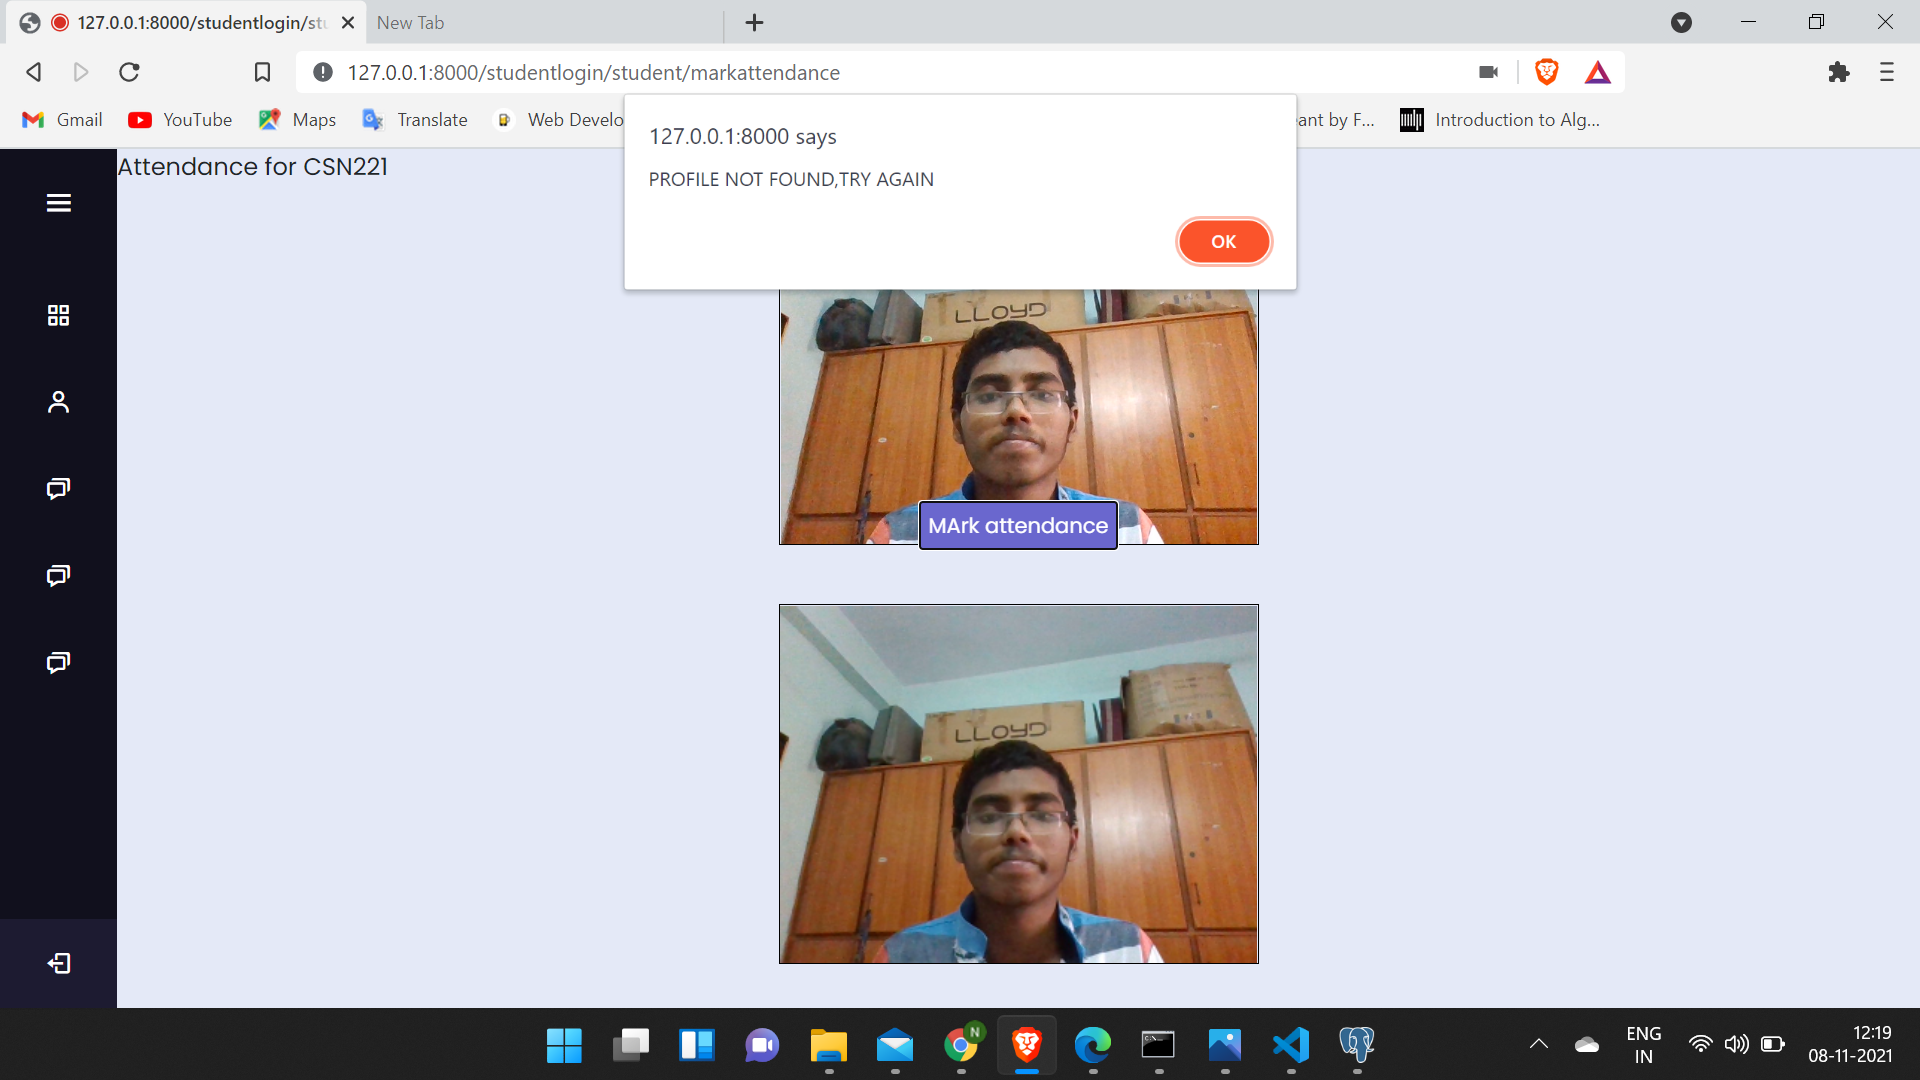 127.0.0.1:8000/studentlogin/stu
New Tab
127.0.0.1:8000/studentlogin/student/markattendance
Gmail
YouTube
Maps
Translate
Web Develo
ant by F...
Introduction to Alg...
127.0.0.1:8000 says
PROFILE NOT FOUND,TRY AGAIN
OK
Attendance for CSN221
LLOYD
MArk attendance
LLOYD
N
ENG
IN
12:19
08-11-2021